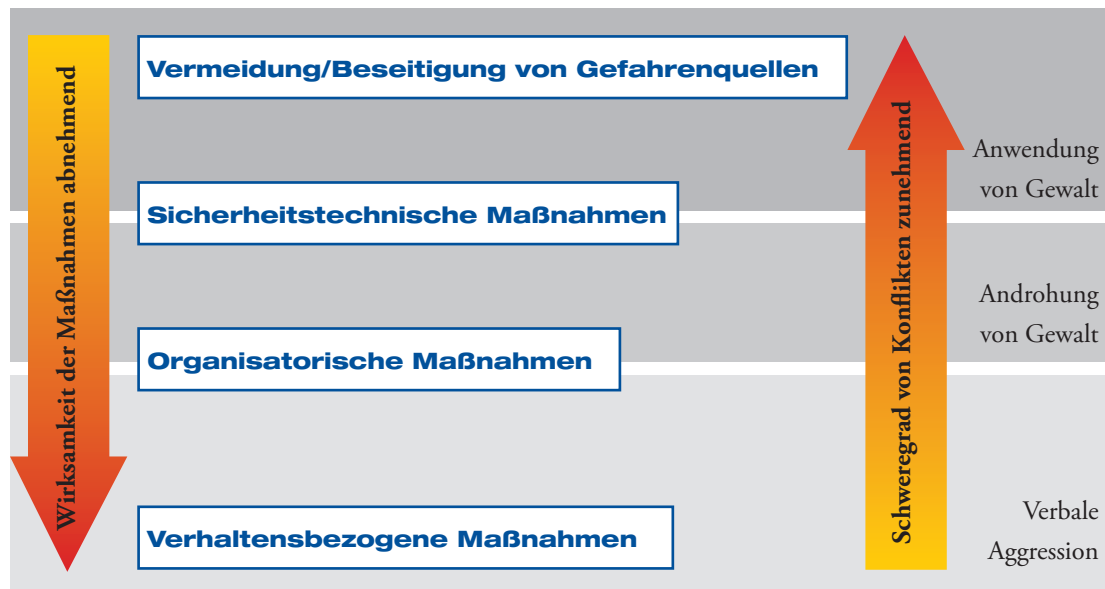 Wirksamkeit der Maßnahmen abnehmend
Vermeidung/Beseitigung von Gefahrenquellen
Sicherheitstechnische Maßnahmen
Organisatorische Maßnahmen
Verhaltensbezogene Maßnahmen
Schweregrad von Konflikten zunehmend
Anwendung
von Gewalt
Androhung
von Gewalt
Verbale
Aggression